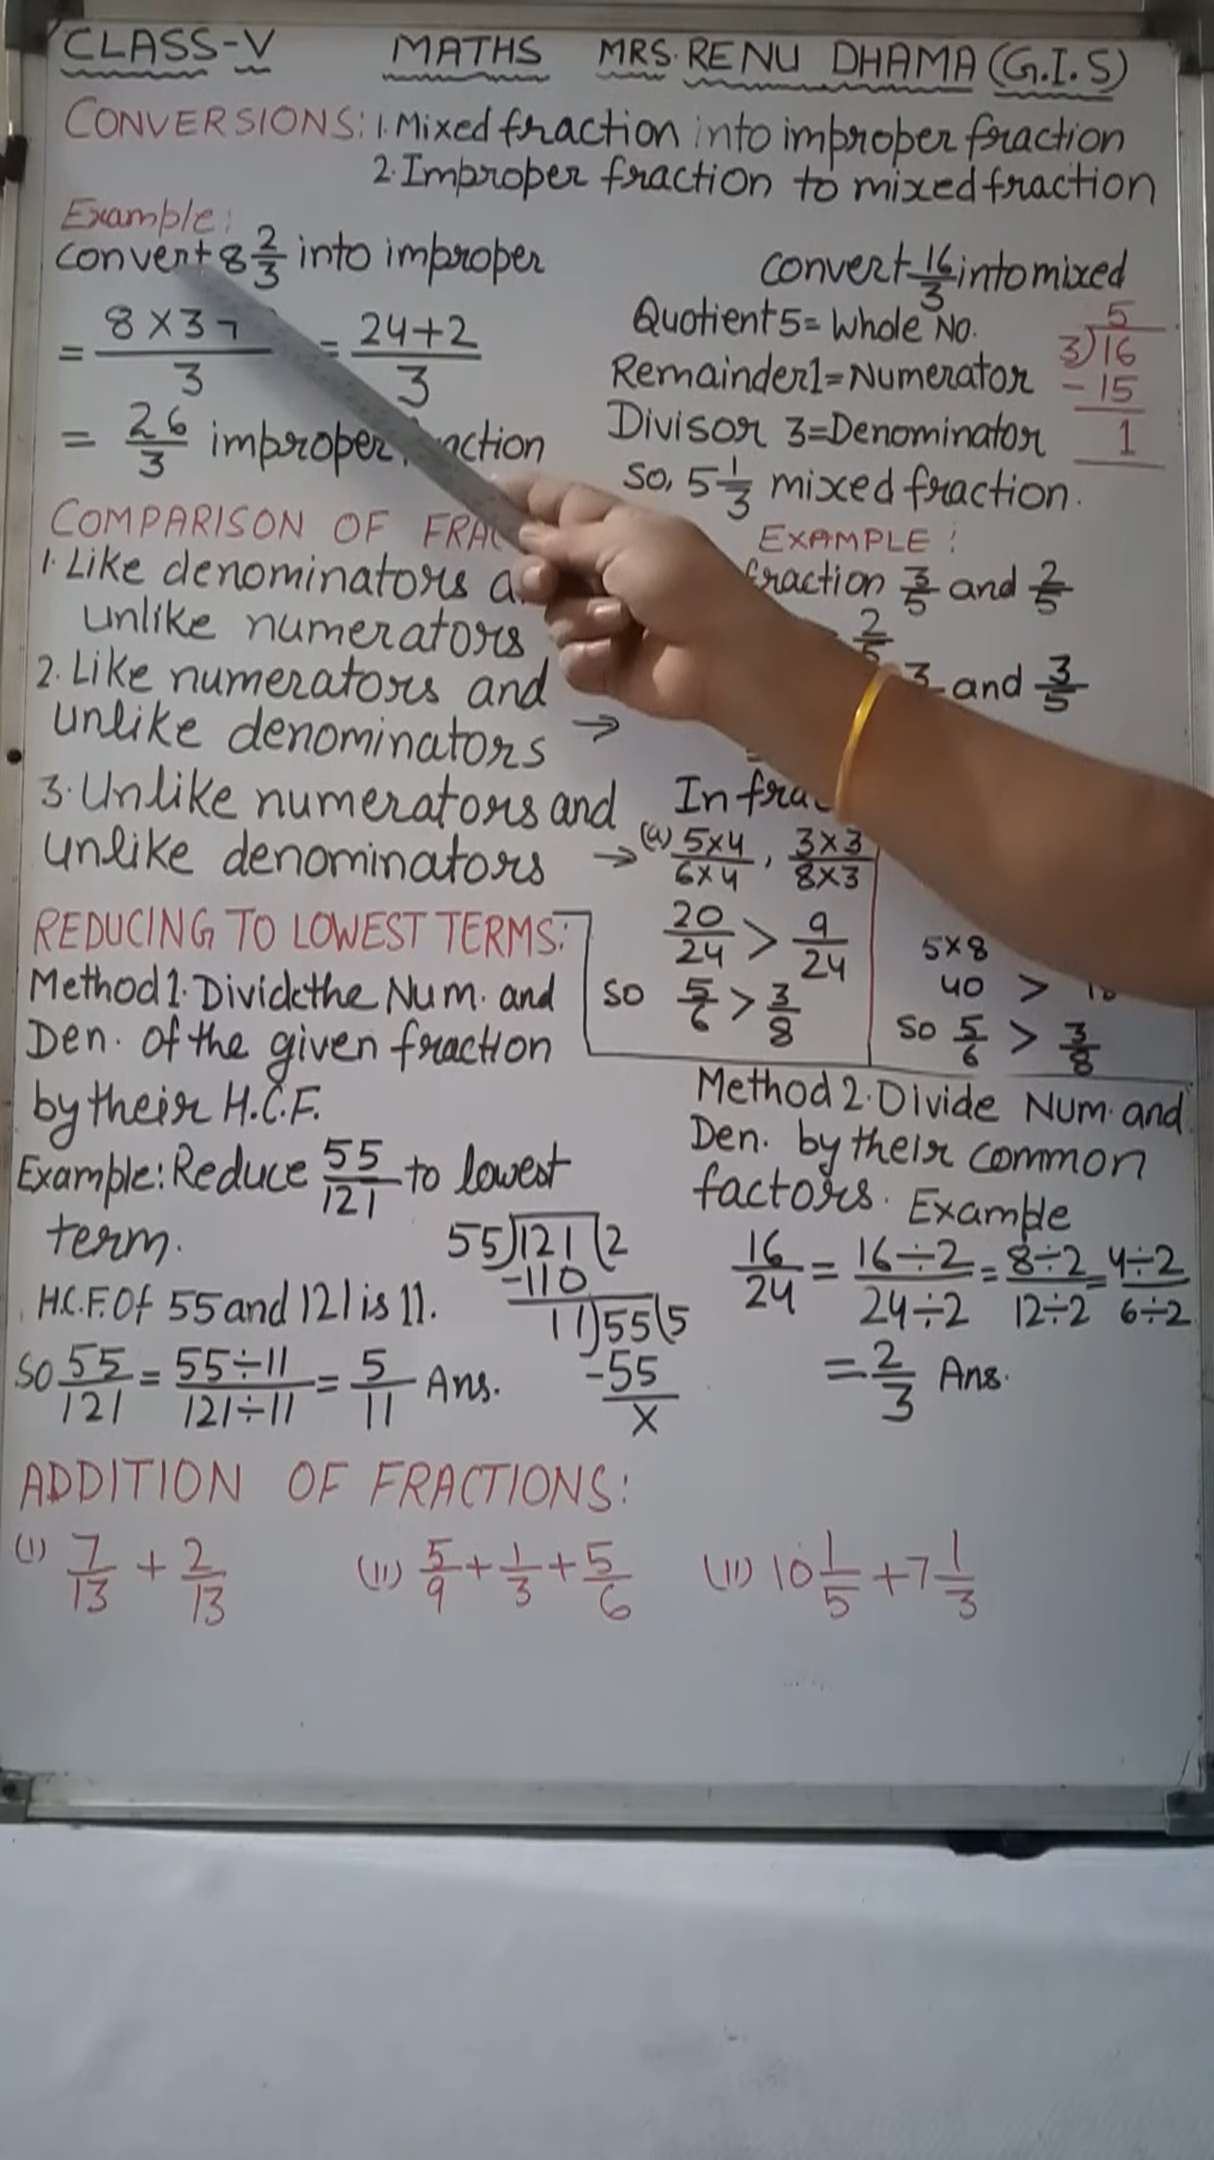 CLASS-V MATHS MRS. RENU DHAMA (G.I.S)
CONVERSIONS: 1. Mixed fraction into improper fraction
2. Improper fraction to mixed fraction
Example:
convert 8 2/3 into improper
= 8×3 / 3 = 24+2 / 3
= 26/3 improper
convert 16/3 into mixed
Quotient 5 = Whole No.
Remainder 1 = Numerator
Divisor 3 = Denominator
So, 5 1/3 mixed fraction.
5
3)16
-15
1
COMPARISON OF
1. Like denominators
unlike numerators
2. Like numerators and
unlike denominators →
3. Unlike numerators and
unlike denominators →
EXAMPLE:
fraction 3/5 and 2/5
and 3/5
In
(a) 5×4/6×4, 3×3/8×3
20/24 > 9/24
so 5/6 > 3/8
5×8
40 >
So 5/6 > 3/8
REDUCING TO LOWEST TERMS:
Method 1. Divide the Num. and
Den. Of the given fraction
by their H.C.F.
Example: Reduce 55/121 to lowest
term.
H.C.F. Of 55 and 121 is 11.
So 55/121 = 55÷11/121÷11 = 5/11 Ans.
55)121(2
-110
11)55(5
-55
x
Method 2. Divide Num. and
Den. by their common
factors. Example
16/24 = 16÷2/24÷2 = 8÷2/12÷2 = 4÷2/6÷2
= 2/3 Ans.
ADDITION OF FRACTIONS:
(I) 7/13 + 2/13 (II) 5/9 + 1/3 + 5/6 (II) 10 1/5 + 7 1/3